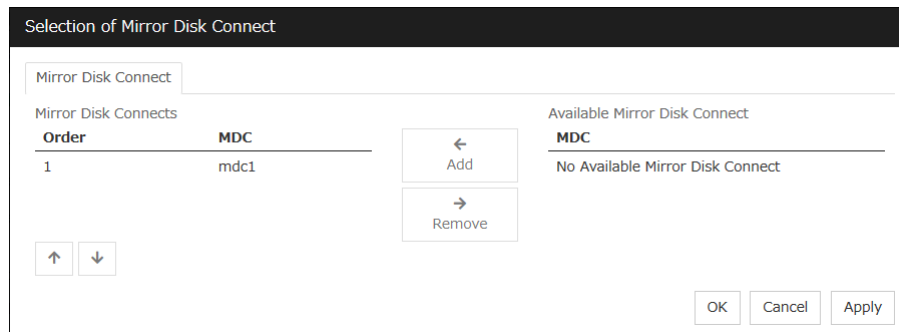 Selection of Mirror Disk Connect
Mirror Disk Connect
Mirror Disk Connects
Order MDC
1 mdc1
Add
Remove
Available Mirror Disk Connect
MDC
No Available Mirror Disk Connect
OK Cancel Apply